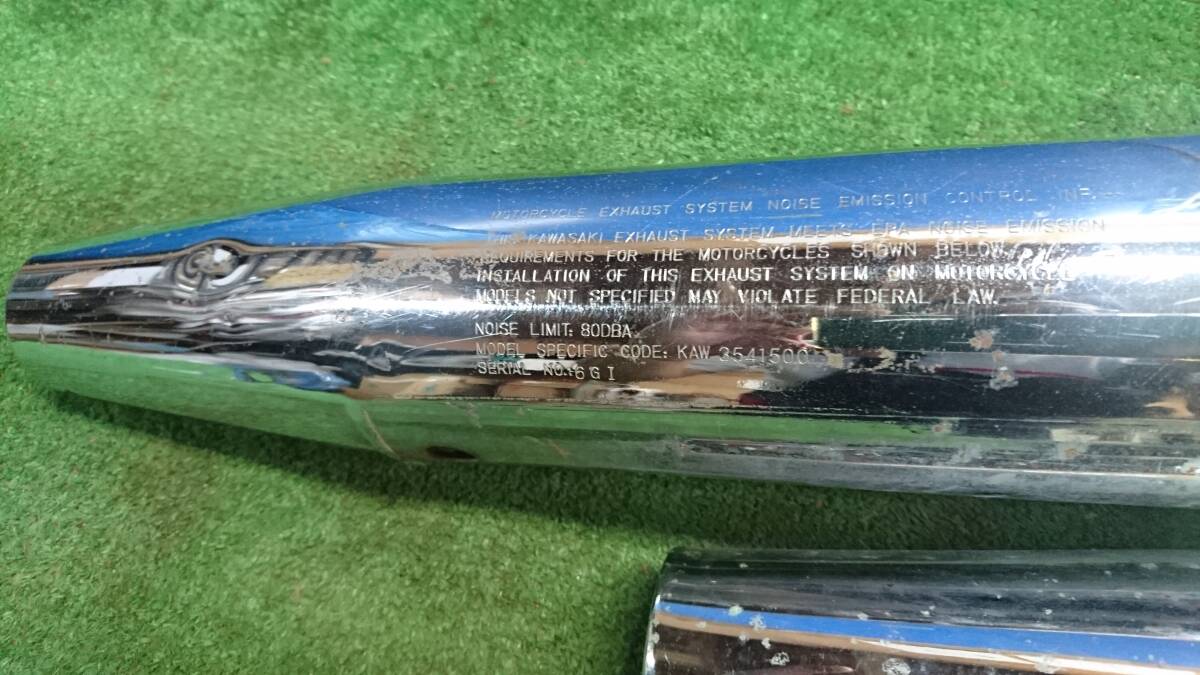 MOTORCYCLE EXHAUST SYSTEM NOISE EMISSION CONTROL INF
THIS KAWASAKI EXHAUST SYSTEM MEETS EPA NOISE EMISSION
REQUIREMENTS FOR THE MOTORCYCLES SHOWN BELOW.
INSTALLATION OF THIS EXHAUST SYSTEM ON MOTORCYCLE
MODELS NOT SPECIFIED MAY VIOLATE FEDERAL LAW.
NOISE LIMIT: 80DBA
MODEL SPECIFIC CODE: KAW 3541500
SERIAL NO.:6GI